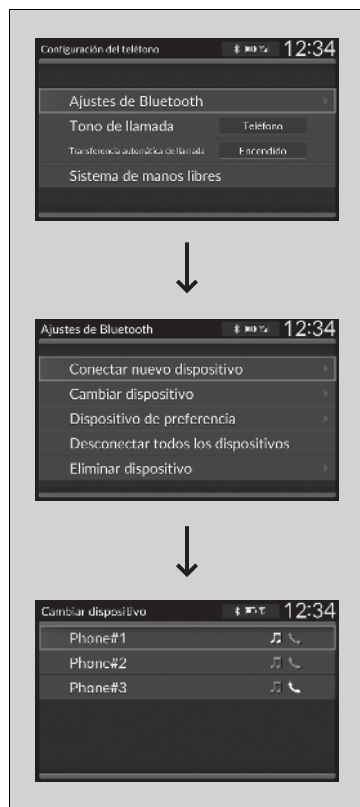 Configuración del teléfono 12:34
Ajustes de Bluetooth
Tono de llamada Teléfono
Transferencia automática de llamada Encendido
Sistema de manos libres
Ajustes de Bluetooth 12:34
Conectar nuevo dispositivo
Cambiar dispositivo
Dispositivo de preferencia
Desconectar todos los dispositivos
Eliminar dispositivo
Cambiar dispositivo 12:34
Phone#1
Phone#2
Phone#3